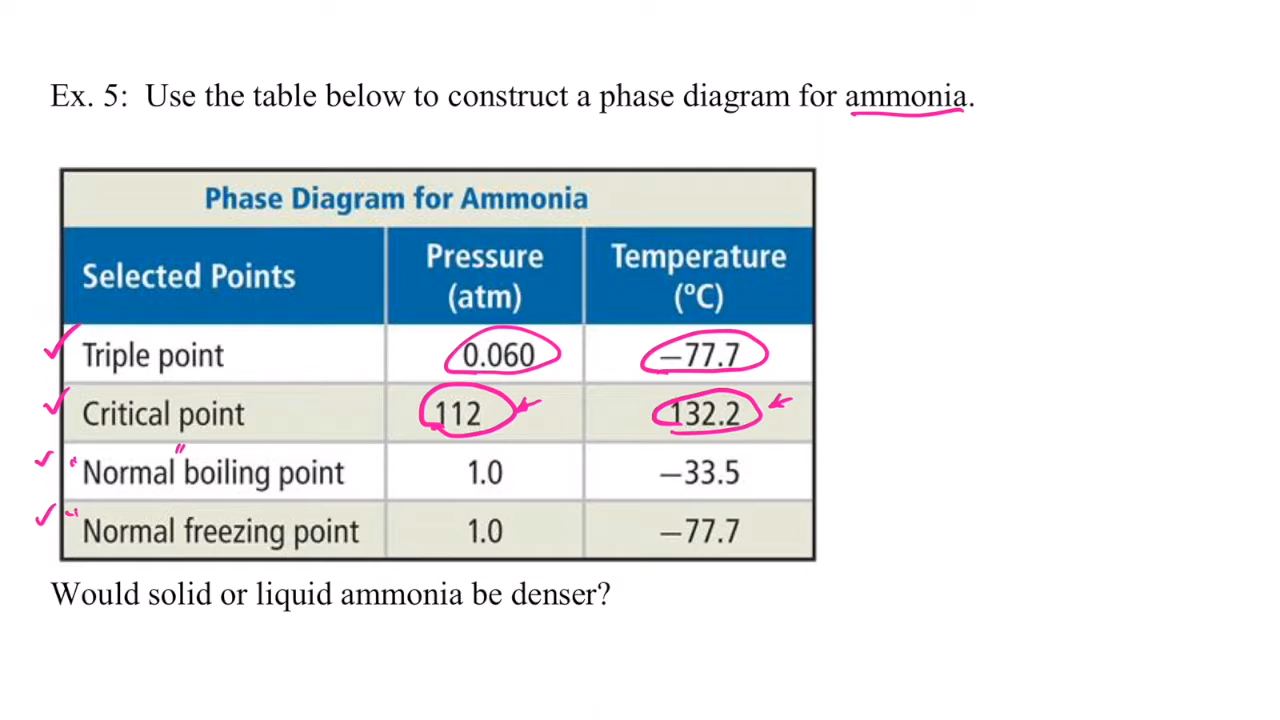 Ex. 5: Use the table below to construct a phase diagram for ammonia.
Phase Diagram for Ammonia
Selected Points Pressure (atm) Temperature (ºC)
Triple point 0.060 –77.7
Critical point 112 132.2
Normal boiling point 1.0 –33.5
Normal freezing point 1.0 –77.7
Would solid or liquid ammonia be denser?